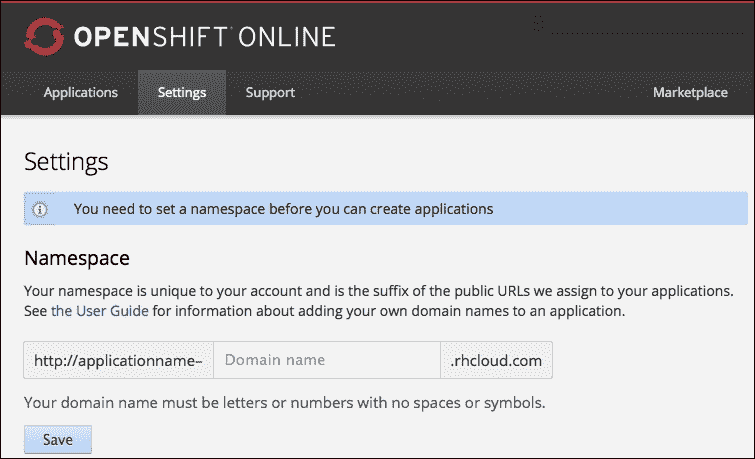 OPENSHIFT ONLINE
Applications Settings Support Marketplace
Settings
You need to set a namespace before you can create applications
Namespace
Your namespace is unique to your account and is the suffix of the public URLs we assign to your applications.
See the User Guide for information about adding your own domain names to an application.
http://applicationname– Domain name .rhcloud.com
Your domain name must be letters or numbers with no spaces or symbols.
Save